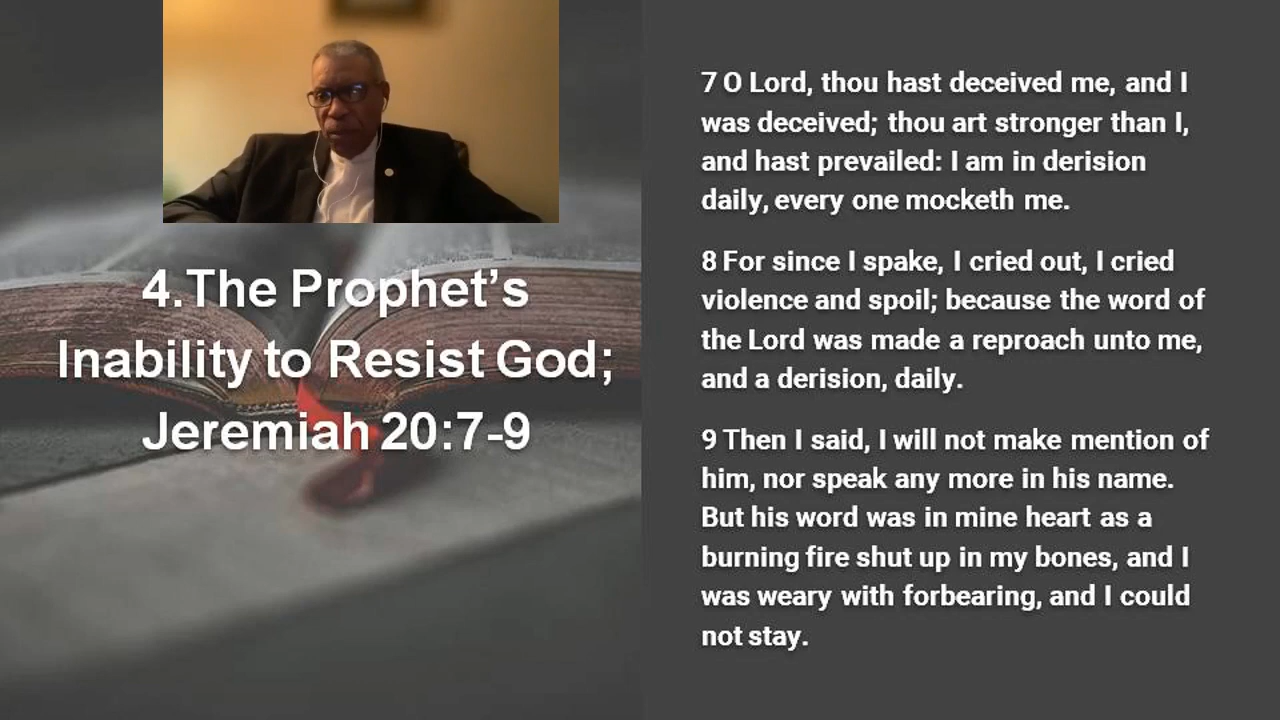 4.The Prophet’s
Inability to Resist God;
Jeremiah 20:7-9
7 O Lord, thou hast deceived me, and I
was deceived; thou art stronger than I,
and hast prevailed: I am in derision
daily, every one mocketh me.
8 For since I spake, I cried out, I cried
violence and spoil; because the word of
the Lord was made a reproach unto me,
and a derision, daily.
9 Then I said, I will not make mention of
him, nor speak any more in his name.
But his word was in mine heart as a
burning fire shut up in my bones, and I
was weary with forbearing, and I could
not stay.